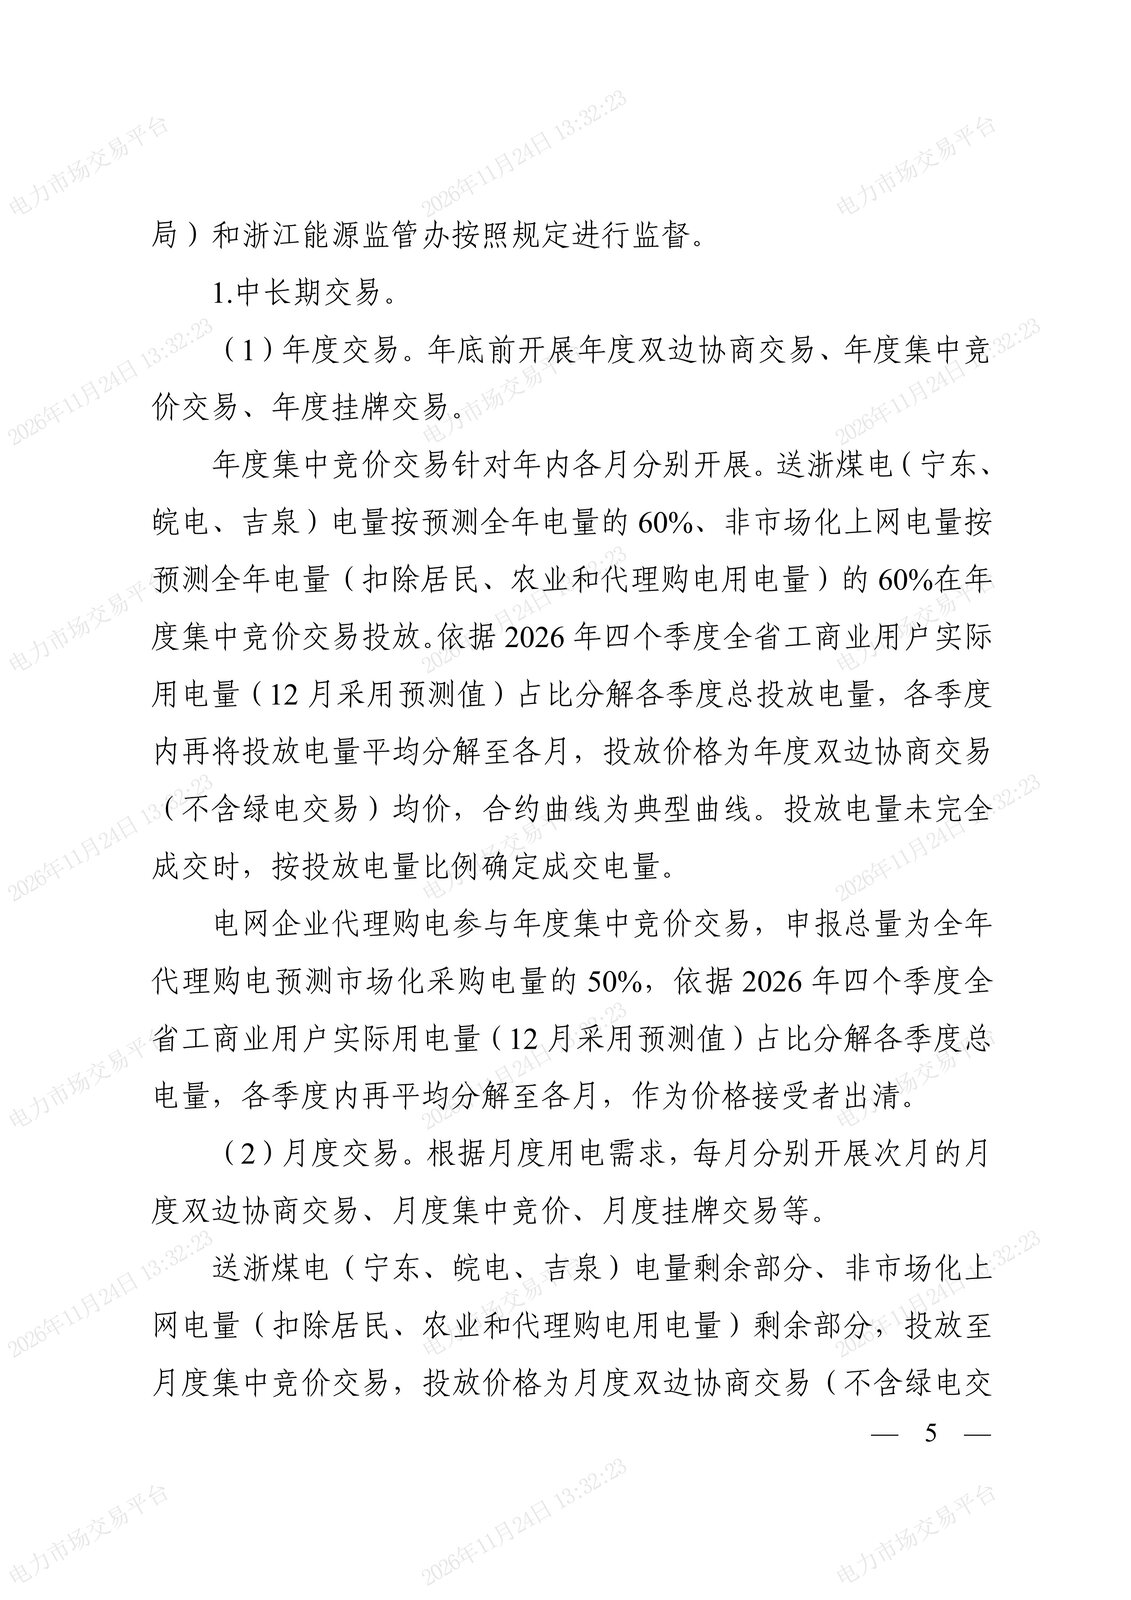 局）和浙江能源监管办按照规定进行监督。
1.中长期交易。
（1）年度交易。年底前开展年度双边协商交易、年度集中竞
价交易、年度挂牌交易。
年度集中竞价交易针对年内各月分别开展。送浙煤电（宁东、
皖电、吉泉）电量按预测全年电量的 60%、非市场化上网电量按
预测全年电量（扣除居民、农业和代理购电用电量）的 60%在年
度集中竞价交易投放。依据 2026 年四个季度全省工商业用户实际
用电量（12 月采用预测值）占比分解各季度总投放电量，各季度
内再将投放电量平均分解至各月，投放价格为年度双边协商交易
（不含绿电交易）均价，合约曲线为典型曲线。投放电量未完全
成交时，按投放电量比例确定成交电量。
电网企业代理购电参与年度集中竞价交易，申报总量为全年
代理购电预测市场化采购电量的 50%，依据 2026 年四个季度全
省工商业用户实际用电量（12 月采用预测值）占比分解各季度总
电量，各季度内再平均分解至各月，作为价格接受者出清。
（2）月度交易。根据月度用电需求，每月分别开展次月的月
度双边协商交易、月度集中竞价、月度挂牌交易等。
送浙煤电（宁东、皖电、吉泉）电量剩余部分、非市场化上
网电量（扣除居民、农业和代理购电用电量）剩余部分，投放至
月度集中竞价交易，投放价格为月度双边协商交易（不含绿电交
— 5 —
电力市场交易平台
2026年11月24日 13:32:23